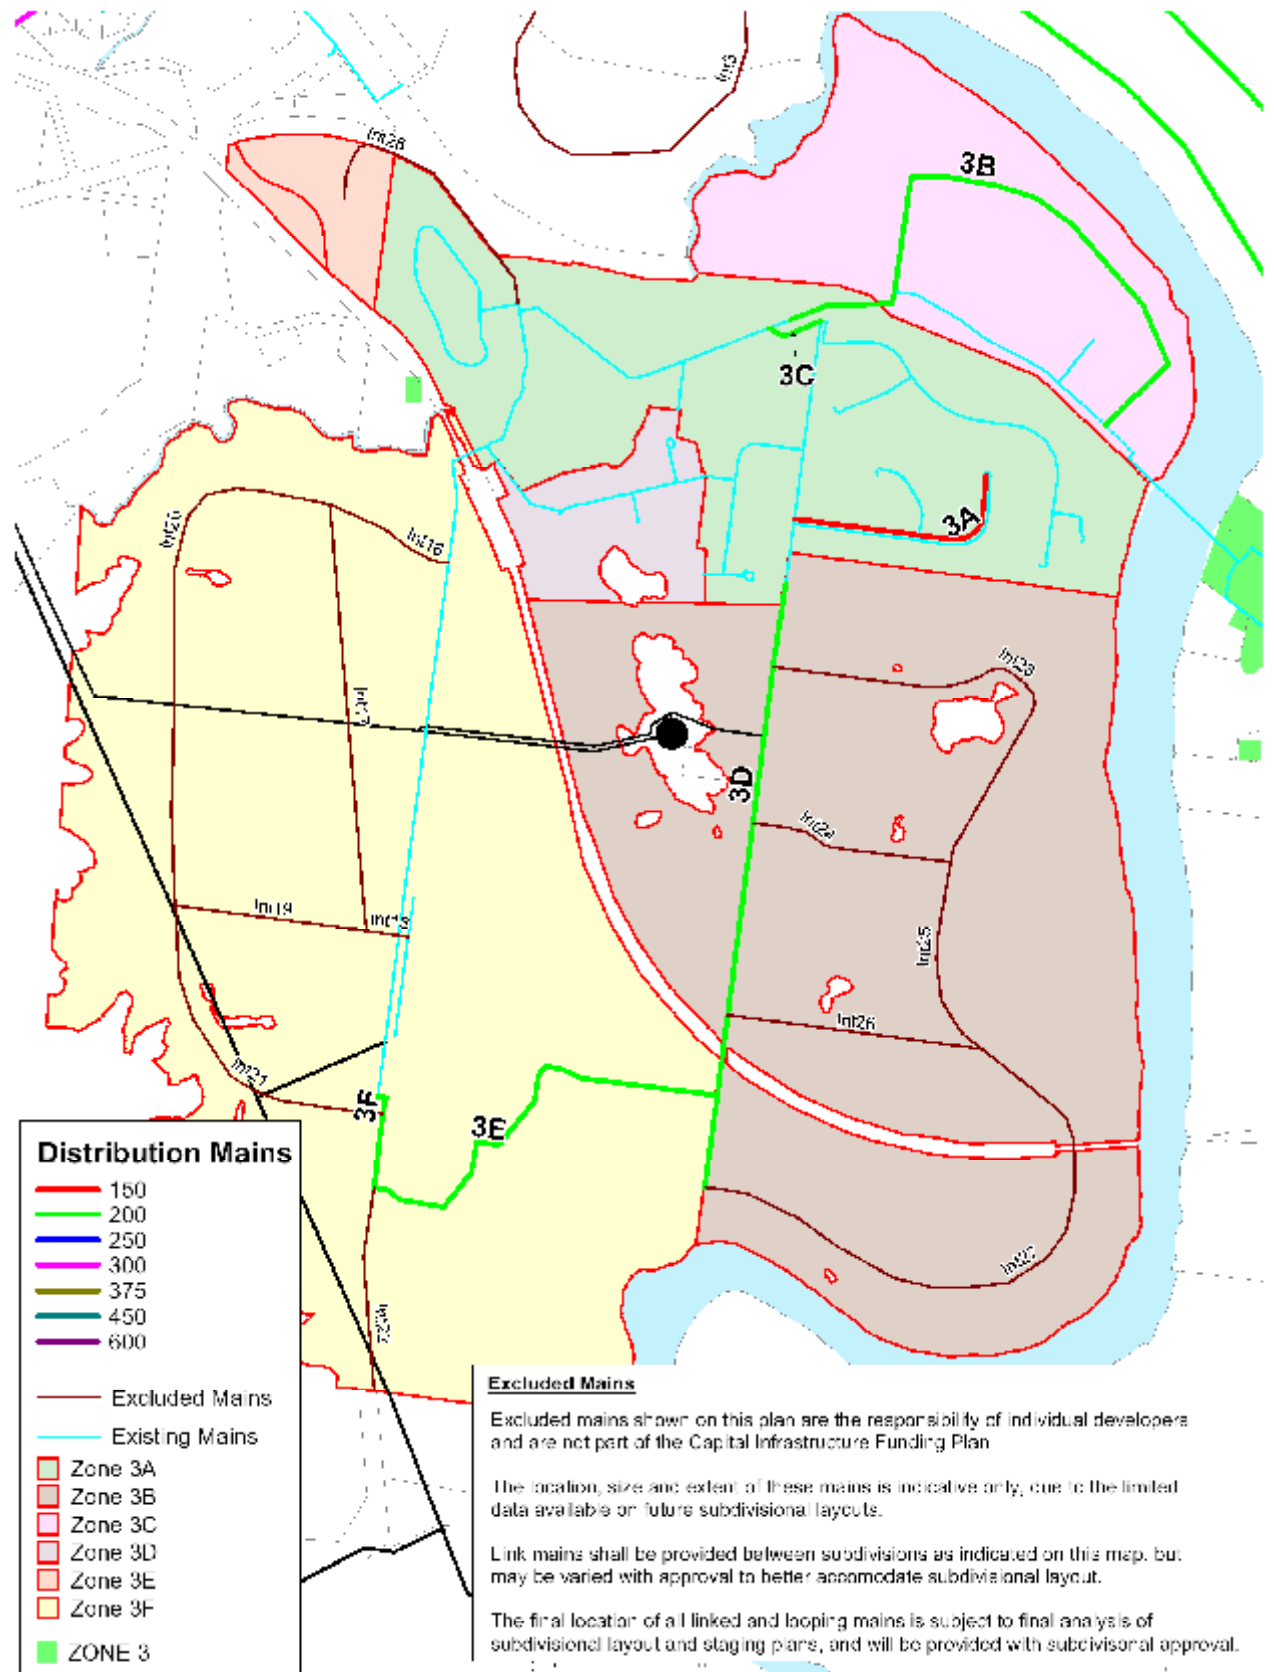 Int3
Int28
3B
3C
3A
Int20
Int16
Int23
Int17
3D
Int24
Int19
Int18
Int25
Int26
Int21
3F
3E
Int22
Distribution Mains
150
200
250
300
375
450
600
Excluded Mains
Existing Mains
Zone 3A
Zone 3B
Zone 3C
Zone 3D
Zone 3E
Zone 3F
ZONE 3
Excluded Mains
Excluded mains shown on this plan are the responsibility of individual developers
and are not part of the Capital Infrastructure Funding Plan
The location, size and extent of these mains is indicative only, due to the limited
data available on future subdivisional layouts.
Link mains shall be provided between subdivisions as indicated on this map, but
may be varied with approval to better accomodate subdivisional layout.
The final location of all linked and looping mains is subject to final analysis of
subdivisional layout and staging plans, and will be provided with subdivisonal approval.